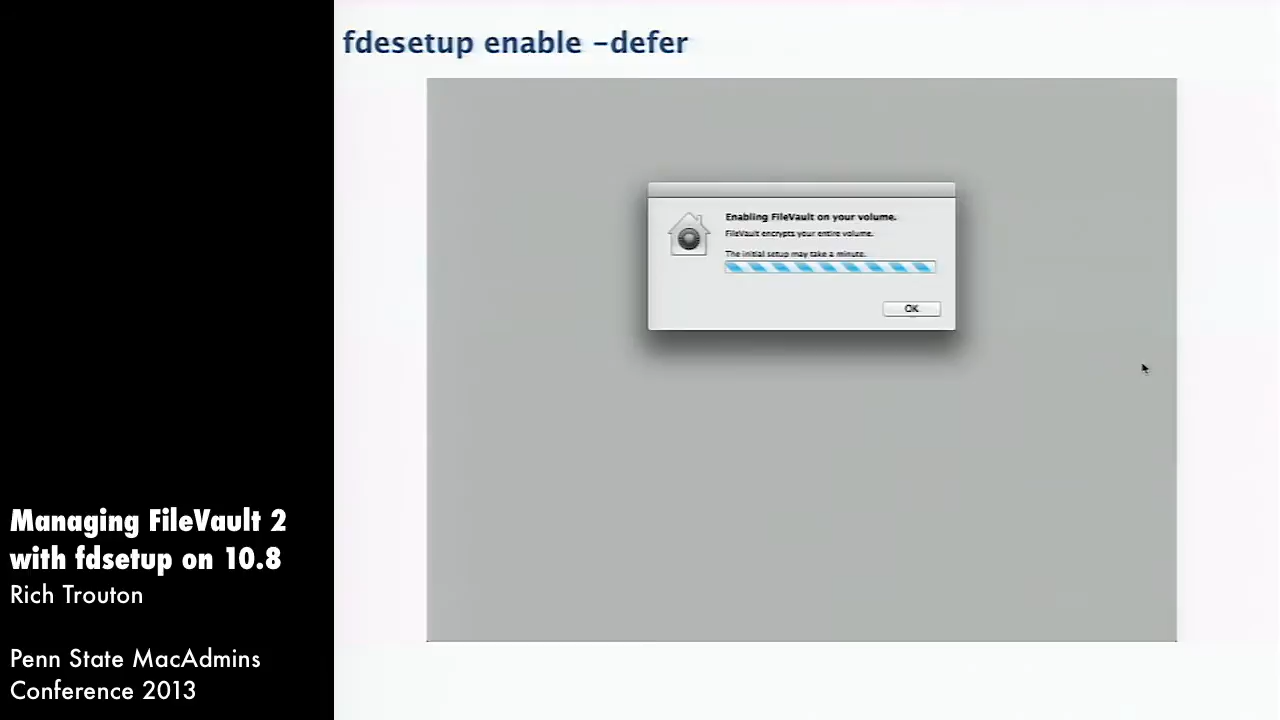 fdesetup enable -defer
Enabling FileVault on your volume.
FileVault encrypts your entire volume.
The initial setup may take a minute.
OK
Managing FileVault 2
with fdsetup on 10.8
Rich Trouton
Penn State MacAdmins
Conference 2013